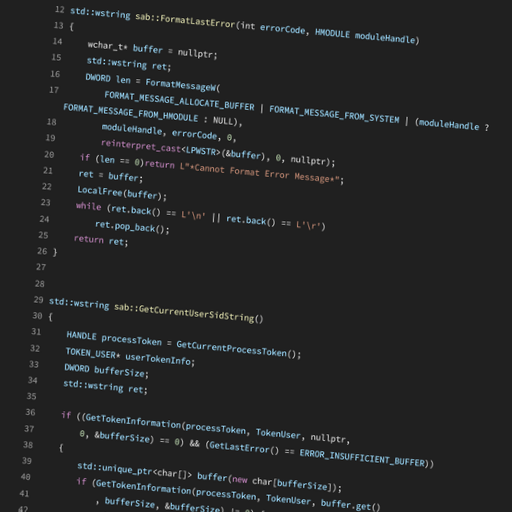 12 std::wstring sab::FormatLastError(int errorCode, HMODULE moduleHandle)
13 {
14 wchar_t* buffer = nullptr;
15 std::wstring ret;
16 DWORD len = FormatMessageW(
17 FORMAT_MESSAGE_ALLOCATE_BUFFER | FORMAT_MESSAGE_FROM_SYSTEM | (moduleHandle ?
FORMAT_MESSAGE_FROM_HMODULE : NULL),
18 moduleHandle, errorCode, 0,
19 reinterpret_cast<LPWSTR>(&buffer), 0, nullptr);
20 if (len == 0)return L"*Cannot Format Error Message*";
21 ret = buffer;
22 LocalFree(buffer);
23 while (ret.back() == L'\n' || ret.back() == L'\r')
24 ret.pop_back();
25 return ret;
26 }
27
28
29 std::wstring sab::GetCurrentUserSidString()
30 {
31 HANDLE processToken = GetCurrentProcessToken();
32 TOKEN_USER* userTokenInfo;
33 DWORD bufferSize;
34 std::wstring ret;
35
36 if ((GetTokenInformation(processToken, TokenUser, nullptr,
37 0, &bufferSize) == 0) && (GetLastError() == ERROR_INSUFFICIENT_BUFFER))
38 {
39 std::unique_ptr<char[]> buffer(new char[bufferSize]);
40 if (GetTokenInformation(processToken, TokenUser, buffer.get()
41 , bufferSize, &bufferSize) != 0)
42